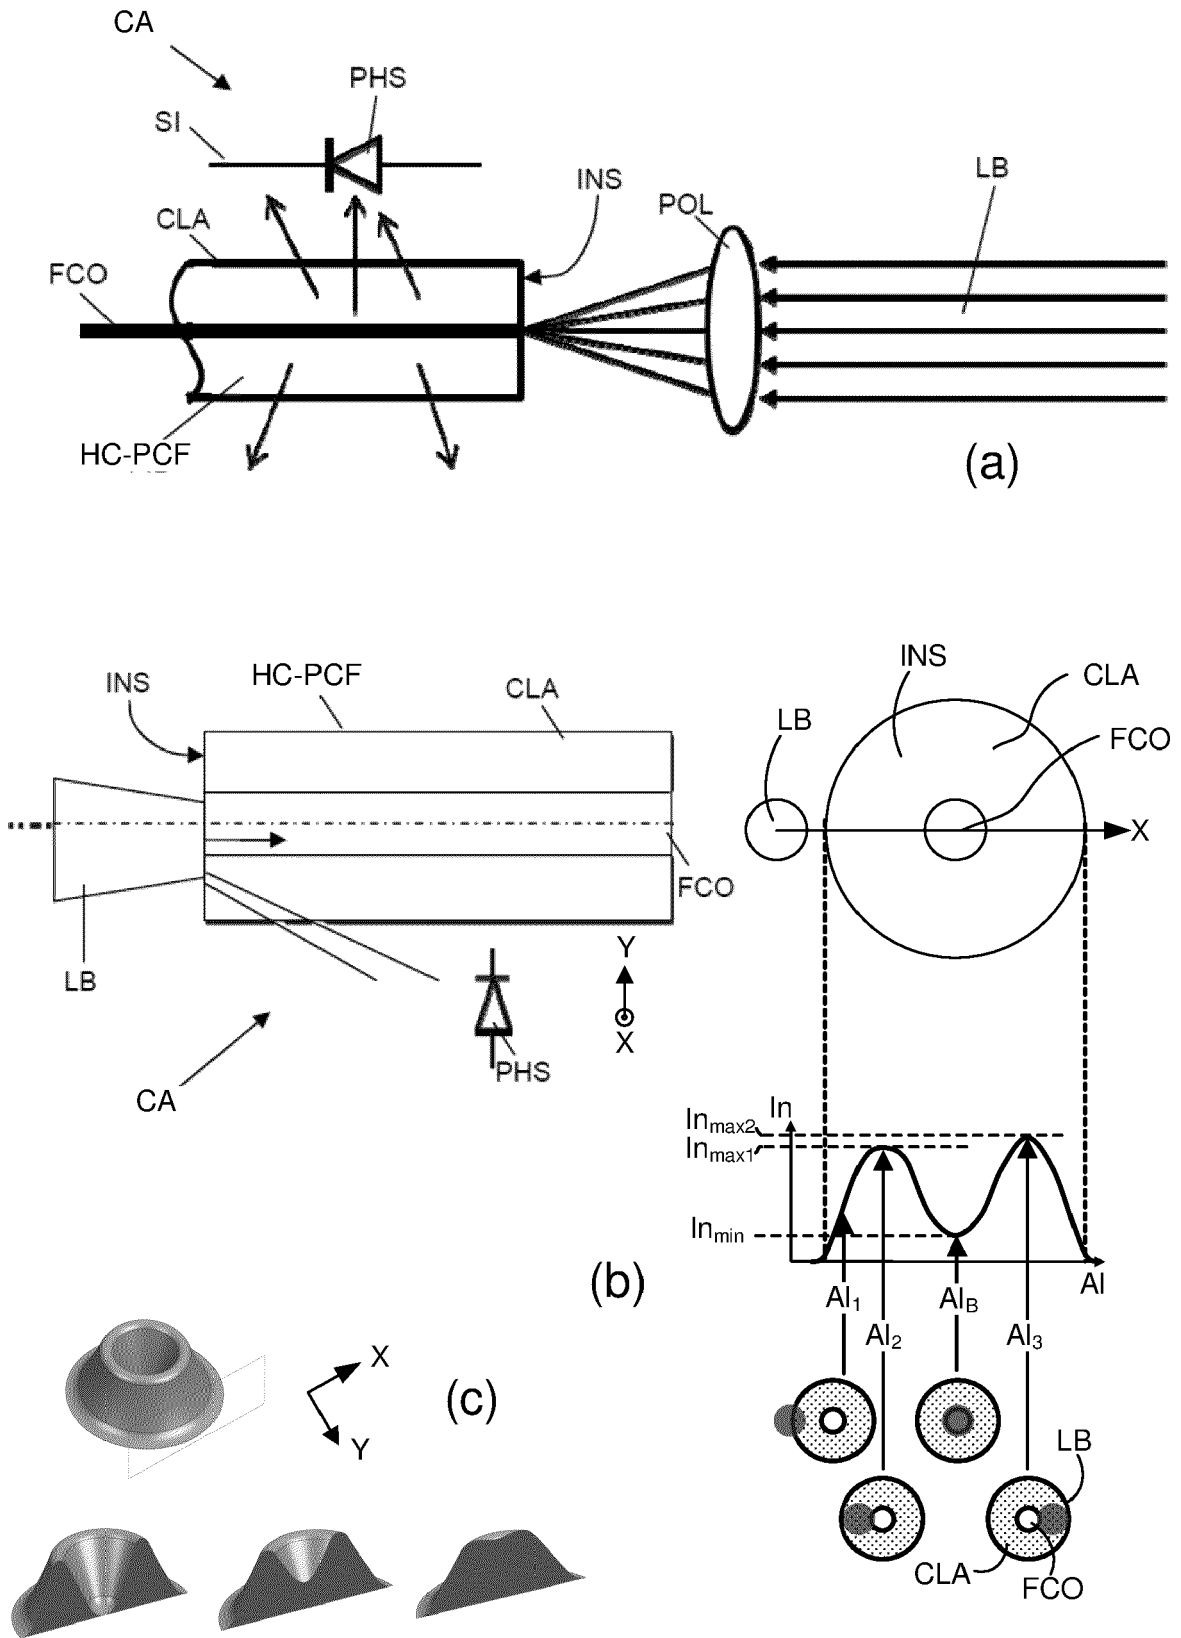 CA
PHS
SI
INS
LB
POL
CLA
FCO
HC-PCF
(a)
INS
HC-PCF
CLA
INS
CLA
LB
FCO
X
FCO
LB
Y
X
PHS
CA
In
Inmax2
Inmax1
Inmin
Al
(b)
Al1
AlB
Al2
Al3
X
(c)
Y
LB
CLA
FCO